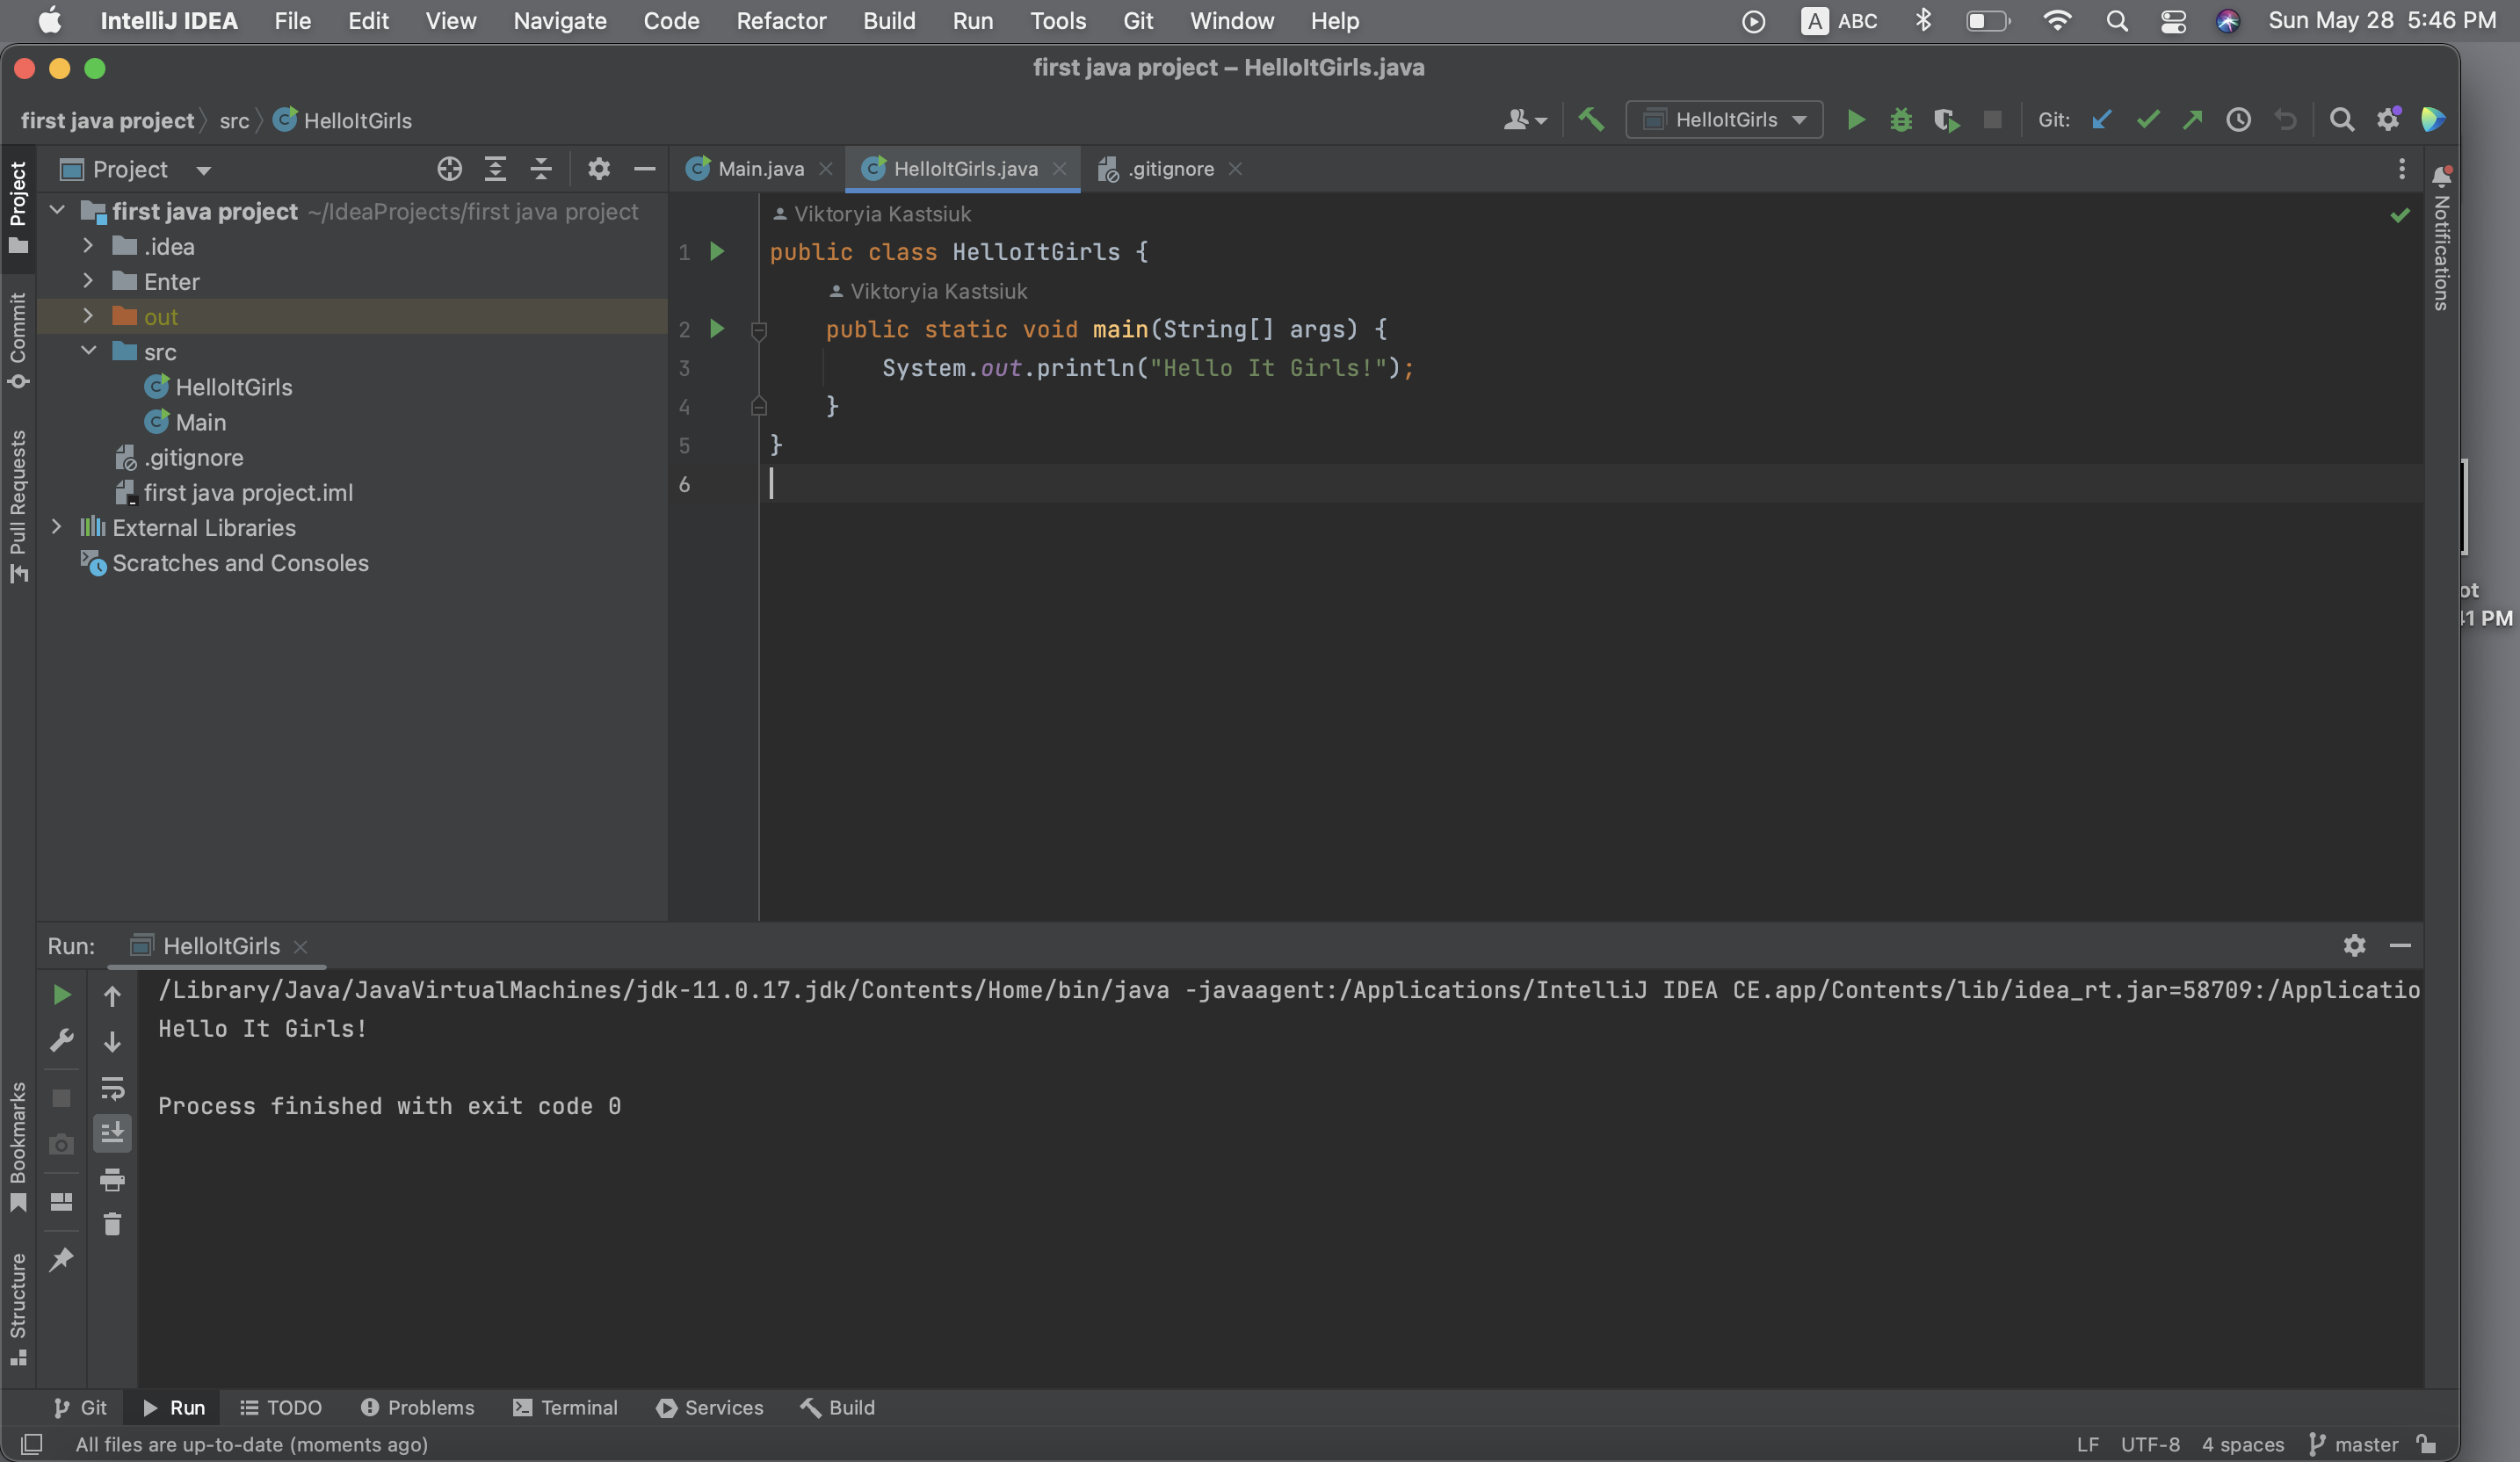 IntelliJ IDEA File Edit View Navigate Code Refactor Build Run Tools Git Window Help A ABC Sun May 28 5:46 PM
first java project – HelloItGirls.java
first java project src HelloItGirls HelloItGirls Git:
Project
Main.java HelloItGirls.java .gitignore
Project
Commit
Pull Requests
Bookmarks
Structure
Notifications
first java project ~/IdeaProjects/first java project
.idea
Enter
out
src
HelloItGirls
Main
.gitignore
first java project.iml
External Libraries
Scratches and Consoles
Viktoryia Kastsiuk
1 public class HelloItGirls {
Viktoryia Kastsiuk
2 public static void main(String[] args) {
3 System.out.println("Hello It Girls!");
4 }
5 }
6
ot
41 PM
Run: HelloItGirls
/Library/Java/JavaVirtualMachines/jdk-11.0.17.jdk/Contents/Home/bin/java -javaagent:/Applications/IntelliJ IDEA CE.app/Contents/lib/idea_rt.jar=58709:/Applicatio
Hello It Girls!
Process finished with exit code 0
Git Run TODO Problems Terminal Services Build
All files are up-to-date (moments ago) LF UTF-8 4 spaces master